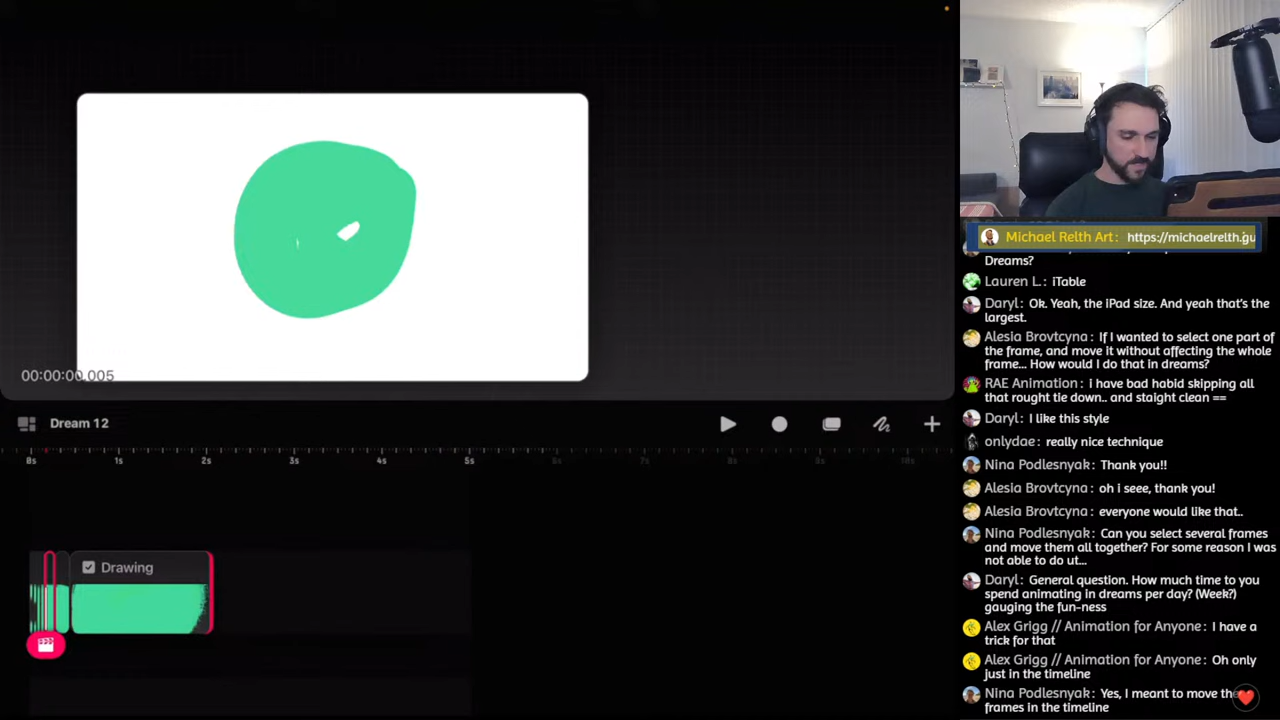 00:00:00.005
Dream 12
0s 1s 2s 3s 4s 5s 6s 7s 8s 9s 10s
Drawing
Michael Relth Art: https://michaelrelth.gu
Dreams?
Lauren L.: iTable
Daryl: Ok. Yeah, the iPad size. And yeah that's the
largest.
Alesia Brovtcyna: If I wanted to select one part of
the frame, and move it without affecting the whole
frame... How would I do that in dreams?
RAE Animation: i have bad habid skipping all
that rought tie down.. and staight clean ==
Daryl: I like this style
onlydae: really nice technique
Nina Podlesnyak: Thank you!!
Alesia Brovtcyna: oh i seee, thank you!
Alesia Brovtcyna: everyone would like that..
Nina Podlesnyak: Can you select several frames
and move them all together? For some reason I was
not able to do ut...
Daryl: General question. How much time to you
spend animating in dreams per day? (Week?)
gauging the fun-ness
Alex Grigg // Animation for Anyone: I have a
trick for that
Alex Grigg // Animation for Anyone: Oh only
just in the timeline
Nina Podlesnyak: Yes, I meant to move the
frames in the timeline